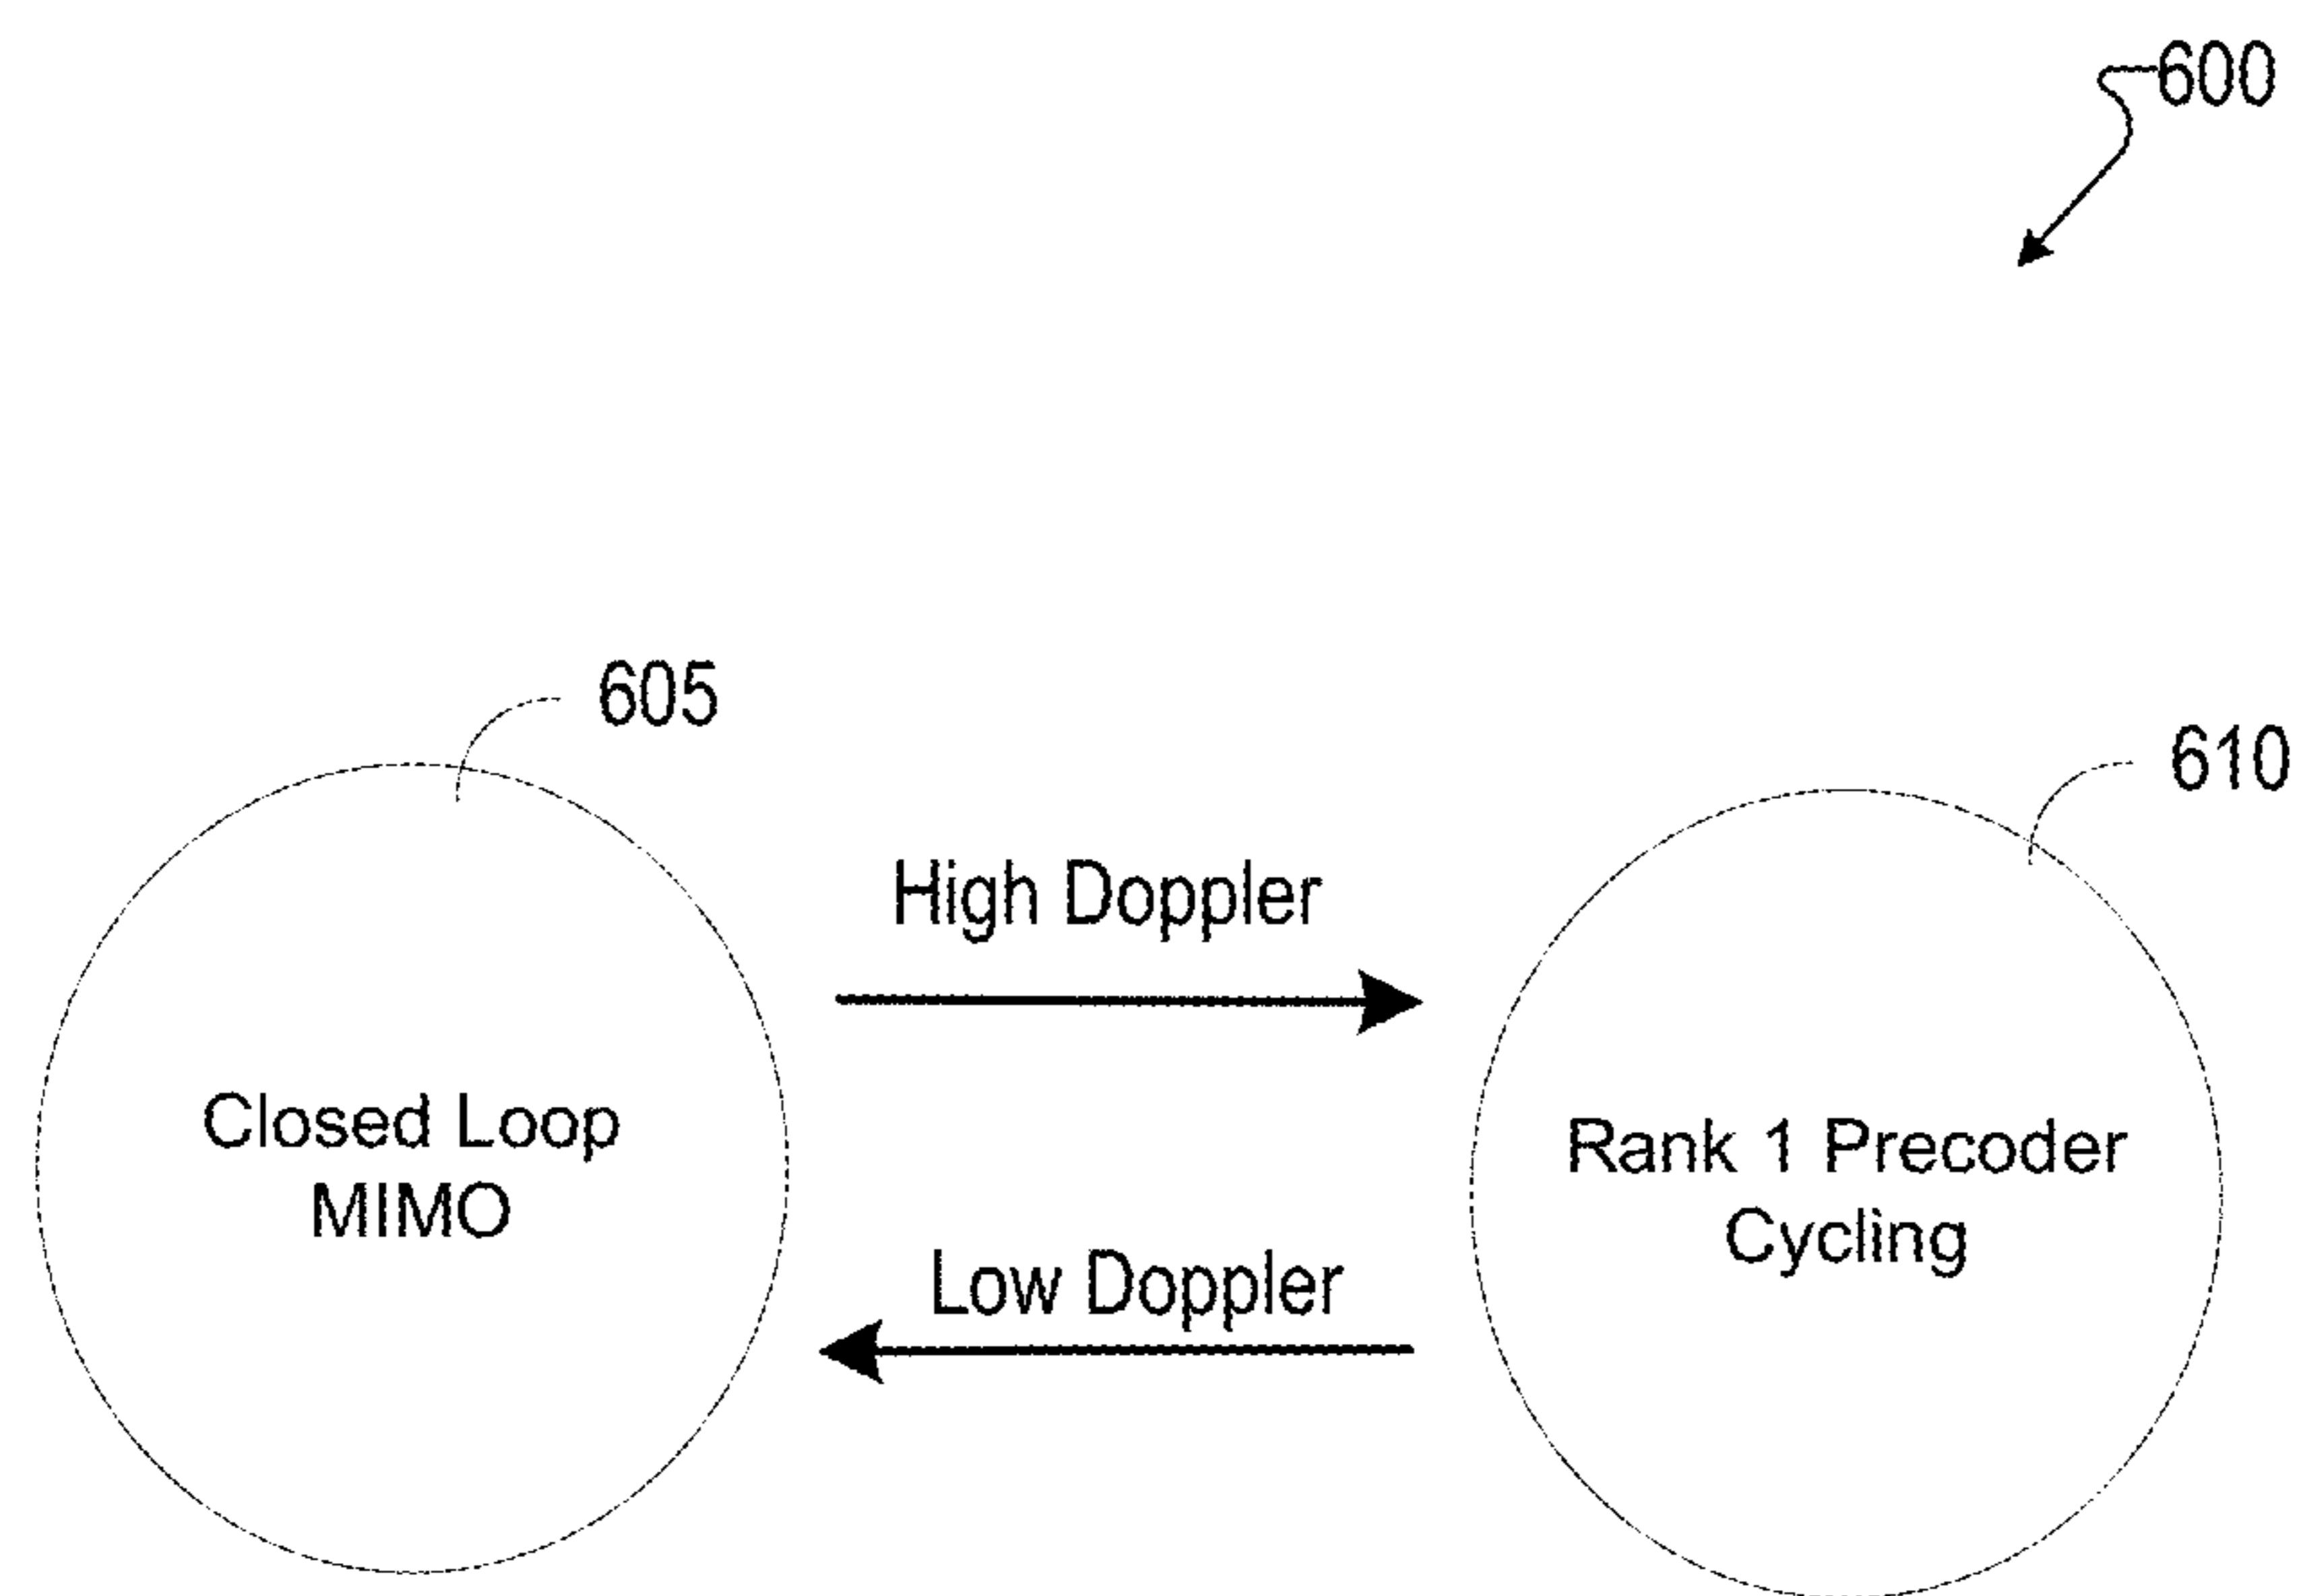 600
605
610
High Doppler
Closed Loop
MIMO
Rank 1 Precoder
Cycling
Low Doppler